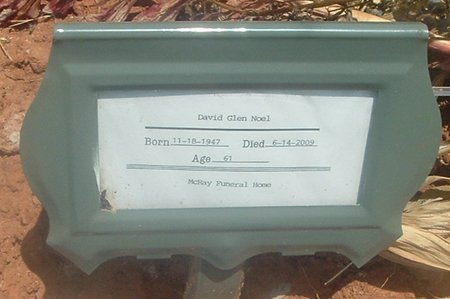 David Glen Noel
Born 11-18-1947 Died 6-14-2009
Age 61
McRay Funeral Home